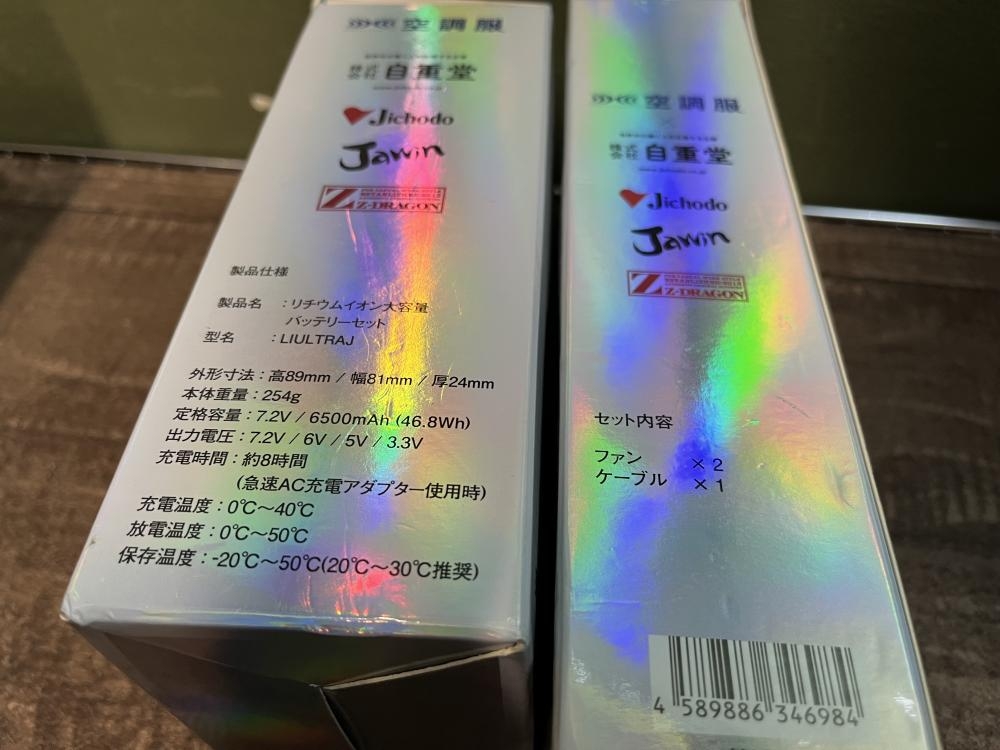 空調服
株式
会社 自重堂
Jichodo
Jawin
Z-DRAGON
製品仕様
製品名 : リチウムイオン大容量
バッテリーセット
型名 : LIULTRAJ
外形寸法 : 高89mm / 幅81mm / 厚24mm
本体重量 : 254g
定格容量 : 7.2V / 6500mAh (46.8Wh)
出力電圧 : 7.2V / 6V / 5V / 3.3V
充電時間 : 約8時間
(急速AC充電アダプター使用時)
充電温度 : 0℃〜40℃
放電温度 : 0℃〜50℃
保存温度 : -20℃〜50℃(20℃〜30℃推奨)
空調服
×
株式
会社 自重堂
www.jichodo.co.jp
Jichodo
Jawin
Z-DRAGON
セット内容
ファン ×2
ケーブル ×1
4 589886 346984